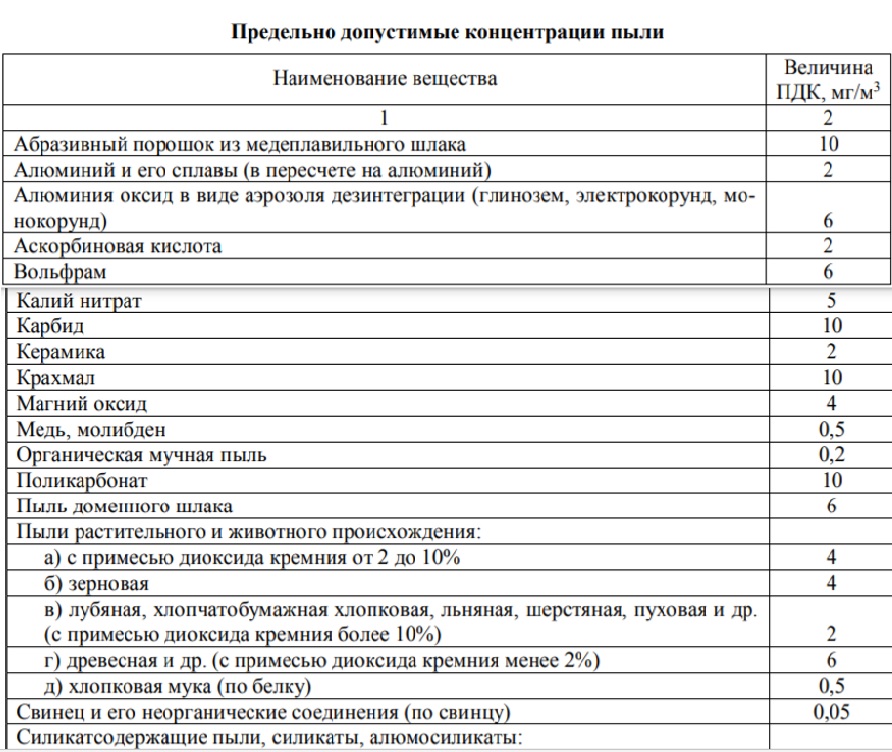 Предельно допустимые концентрации пыли
Наименование вещества
Величина
ПДК, мг/м³
1 2
Абразивный порошок из медеплавильного шлака 10
Алюминий и его сплавы (в пересчете на алюминий) 2
Алюминия оксид в виде аэрозоля дезинтеграции (глинозем, электрокорунд, мо-
нокорунд) 6
Аскорбиновая кислота 2
Вольфрам 6
Калий нитрат 5
Карбид 10
Керамика 2
Крахмал 10
Магний оксид 4
Медь, молибден 0,5
Органическая мучная пыль 0,2
Поликарбонат 10
Пыль доменного шлака 6
Пыли растительного и животного происхождения:
а) с примесью диоксида кремния от 2 до 10% 4
б) зерновая 4
в) лубяная, хлопчатобумажная хлопковая, льняная, шерстяная, пуховая и др.
(с примесью диоксида кремния более 10%) 2
г) древесная и др. (с примесью диоксида кремния менее 2%) 6
д) хлопковая мука (по белку) 0,5
Свинец и его неорганические соединения (по свинцу) 0,05
Силикатсодержащие пыли, силикаты, алюмосиликаты: